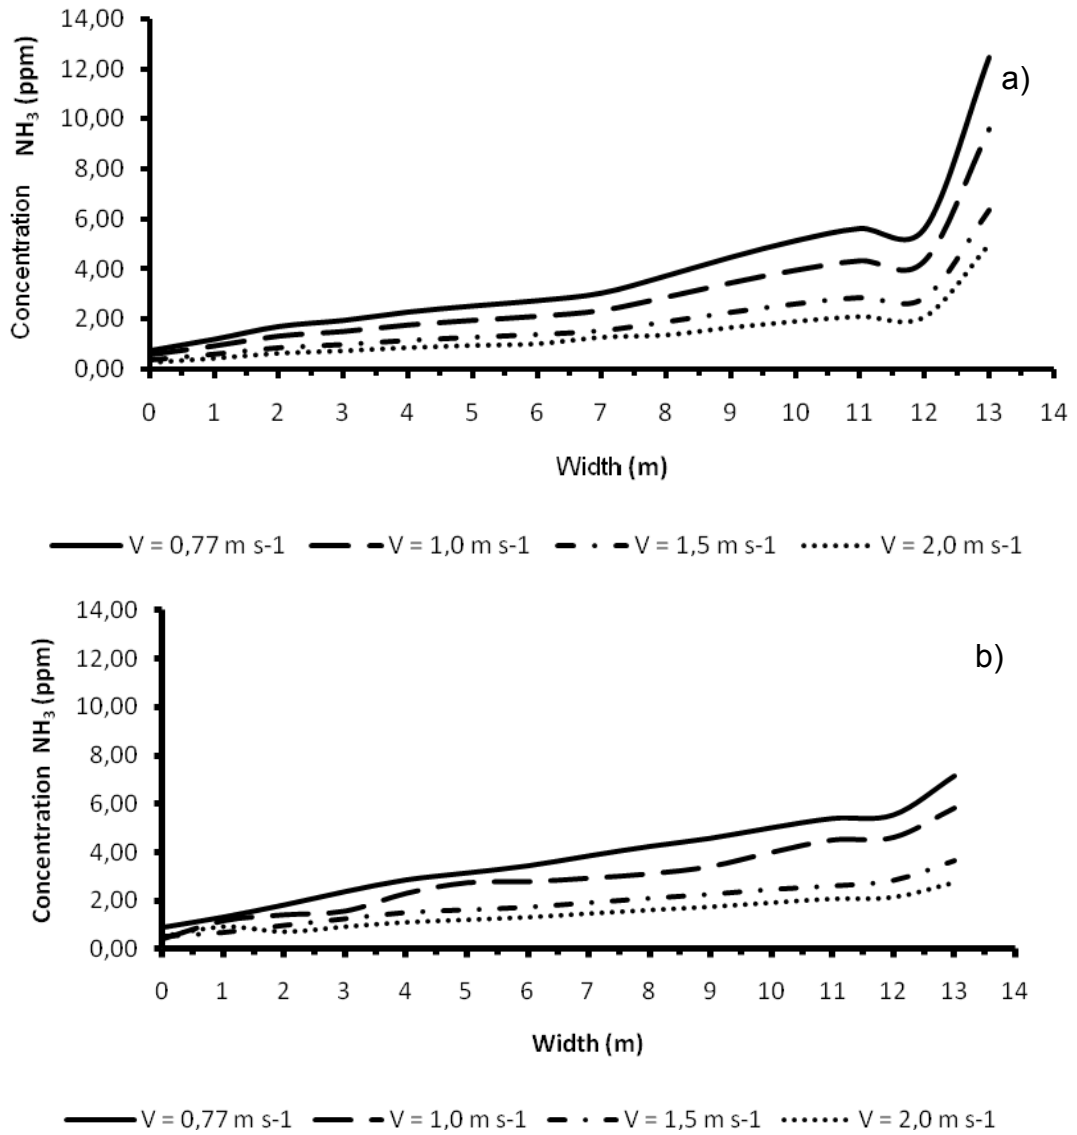 14,00
12,00
10,00
8,00
6,00
4,00
2,00
0,00
Concentration NH₃ (ppm)
a)
0 1 2 3 4 5 6 7 8 9 10 11 12 13 14
Width (m)
V = 0,77 m s-1 V = 1,0 m s-1 V = 1,5 m s-1 V = 2,0 m s-1
14,00
12,00
10,00
8,00
6,00
4,00
2,00
0,00
Concentration NH₃ (ppm)
b)
0 1 2 3 4 5 6 7 8 9 10 11 12 13 14
Width (m)
V = 0,77 m s-1 V = 1,0 m s-1 V = 1,5 m s-1 V = 2,0 m s-1